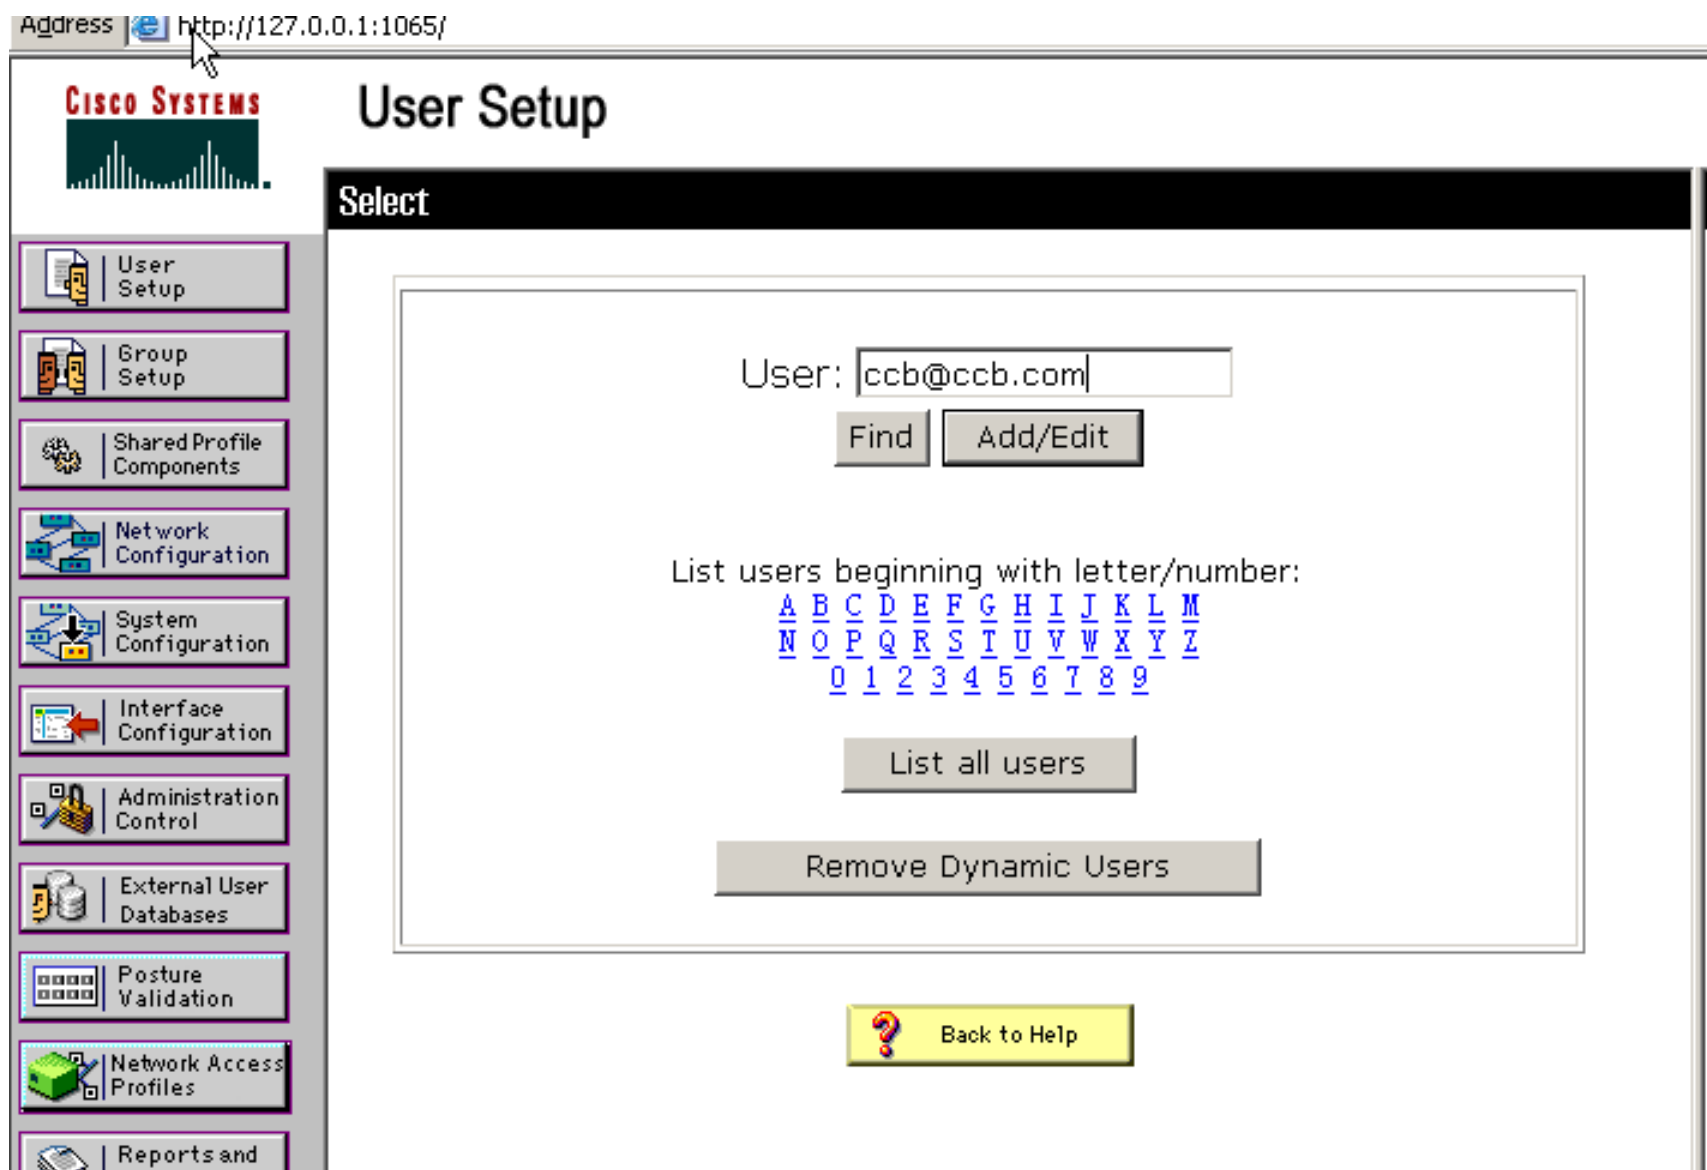 Address http://127.0.0.1:1065/
CISCO SYSTEMS
User Setup
Select
User
Setup
Group
Setup
Shared Profile
Components
Network
Configuration
System
Configuration
Interface
Configuration
Administration
Control
External User
Databases
Posture
Validation
Network Access
Profiles
Reports and
User: ccb@ccb.com
Find Add/Edit
List users beginning with letter/number:
A B C D E F G H I J K L M
N O P Q R S T U V W X Y Z
0 1 2 3 4 5 6 7 8 9
List all users
Remove Dynamic Users
Back to Help